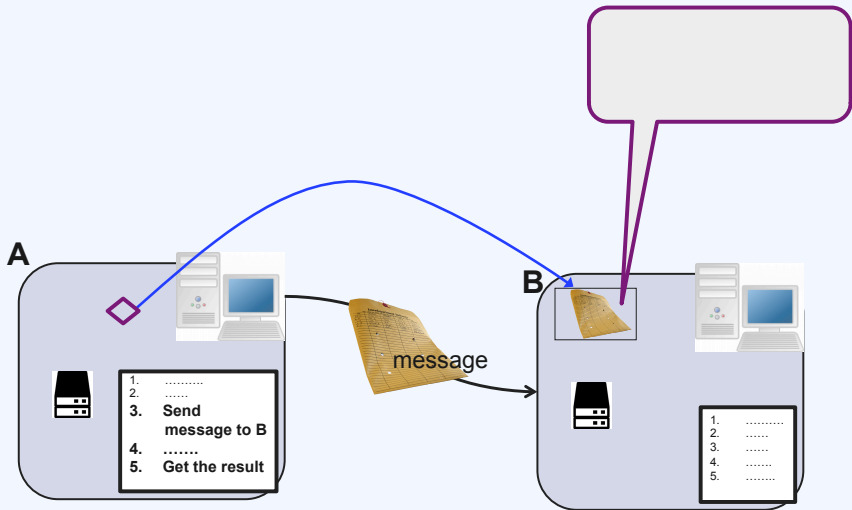 A
B
message
1. ..........
2. ......
3. Send
message to B
4. .......
5. Get the result
1. ..........
2. ......
3. ......
4. .......
5. ........